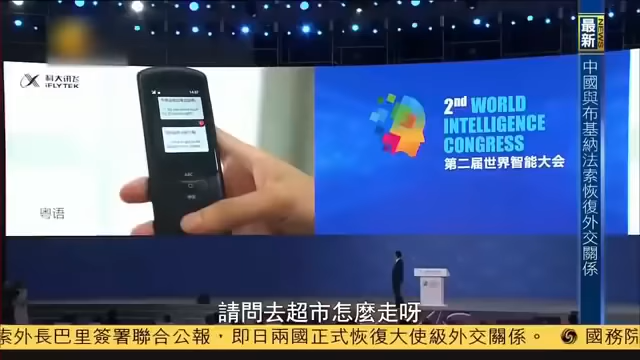 科大讯飞
iFLYTEK
14:07
ABC
粤语
2nd WORLD
INTELLIGENCE
CONGRESS
第二届世界智能大会
最新
中國與布基納法索恢復外交關係
請問去超市怎麼走呀
索外長巴里簽署聯合公報，即日兩國正式恢復大使級外交關係。
國務院